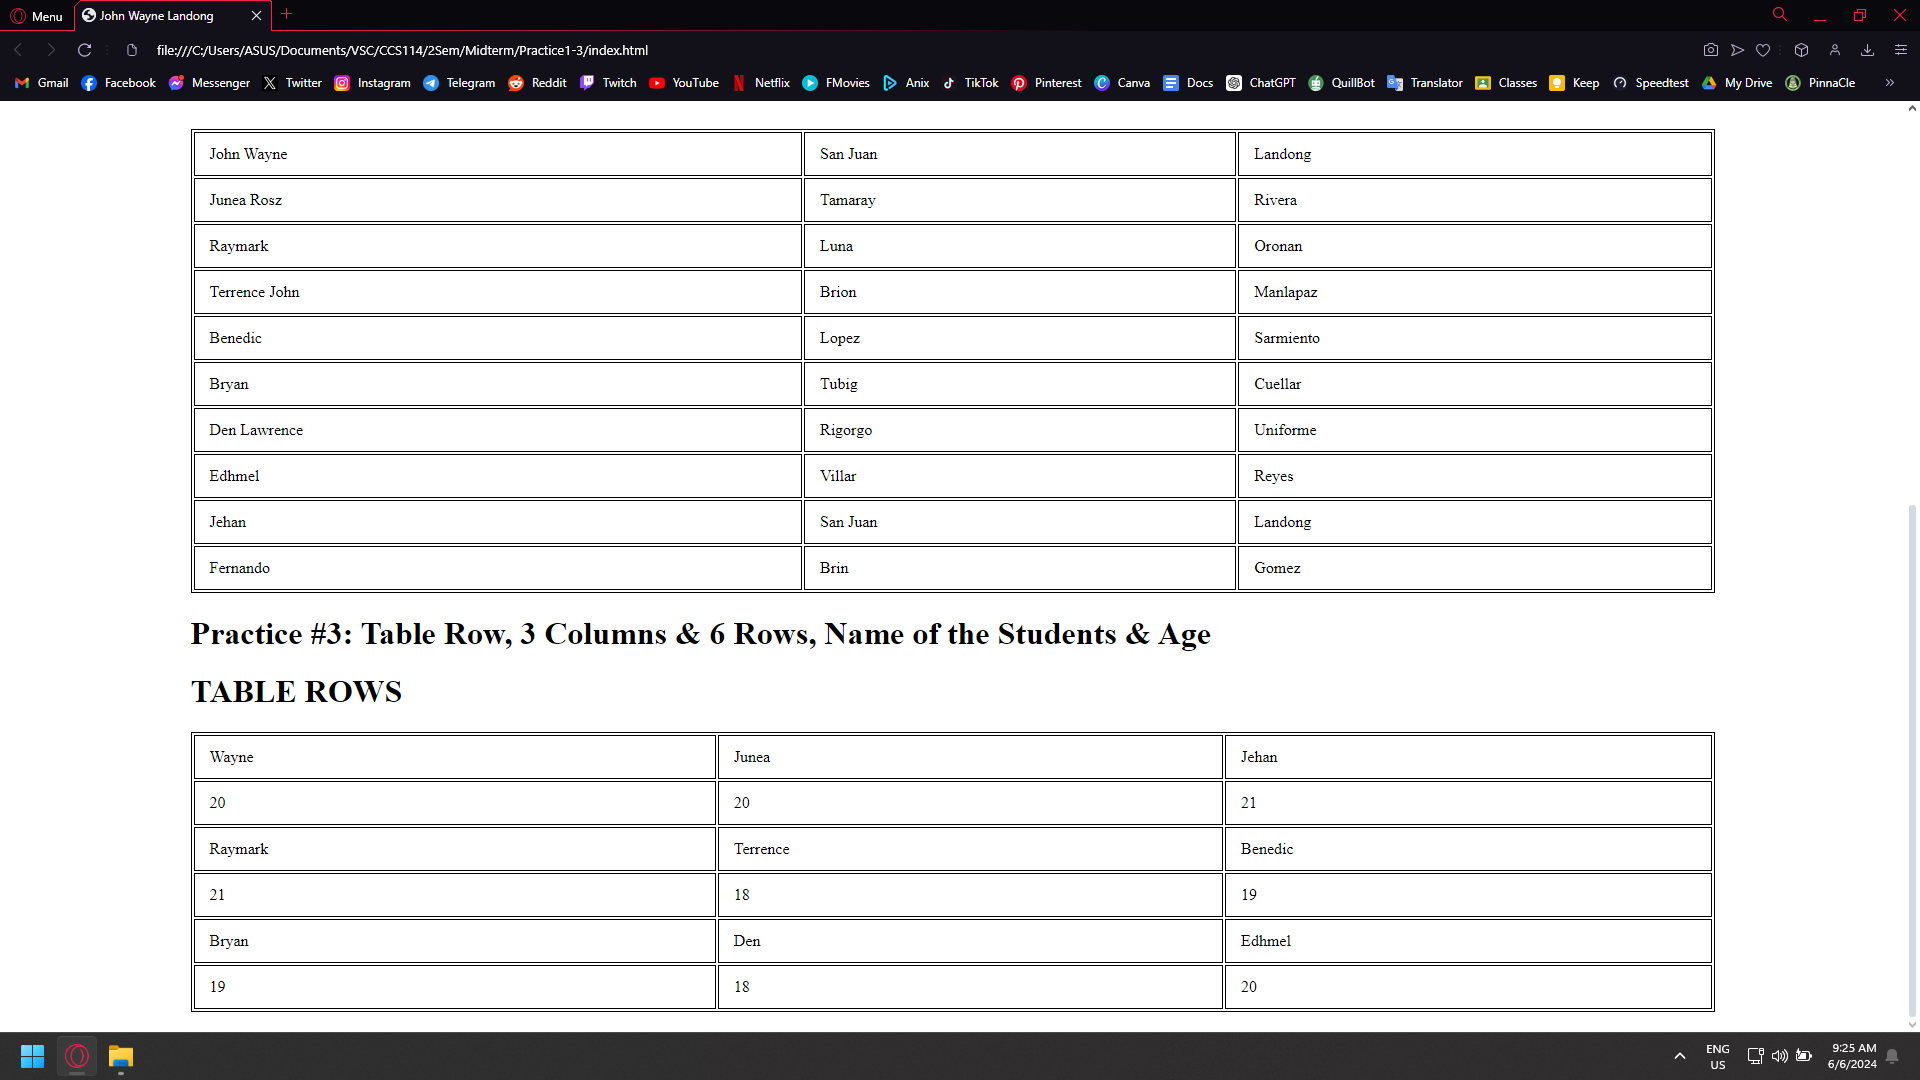 Menu John Wayne Landong
file:///C:/Users/ASUS/Documents/VSC/CCS114/2Sem/Midterm/Practice1-3/index.html
Gmail Facebook Messenger Twitter Instagram Telegram Reddit Twitch YouTube Netflix FMovies Anix TikTok Pinterest Canva Docs ChatGPT QuillBot Translator Classes Keep Speedtest My Drive PinnaCle »
John Wayne San Juan Landong
Junea Rosz Tamaray Rivera
Raymark Luna Oronan
Terrence John Brion Manlapaz
Benedic Lopez Sarmiento
Bryan Tubig Cuellar
Den Lawrence Rigorgo Uniforme
Edhmel Villar Reyes
Jehan San Juan Landong
Fernando Brin Gomez
Practice #3: Table Row, 3 Columns & 6 Rows, Name of the Students & Age
TABLE ROWS
Wayne Junea Jehan
20 20 21
Raymark Terrence Benedic
21 18 19
Bryan Den Edhmel
19 18 20
ENG 9:25 AM
US 6/6/2024